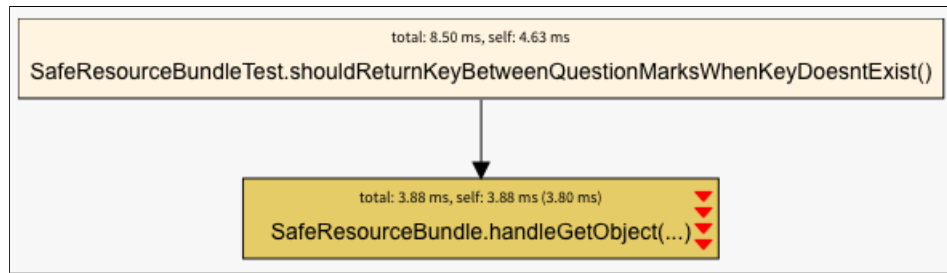 total: 8.50 ms, self: 4.63 ms
SafeResourceBundleTest.shouldReturnKeyBetweenQuestionMarksWhenKeyDoesntExist()
total: 3.88 ms, self: 3.88 ms (3.80 ms)
SafeResourceBundle.handleGetObject(...)